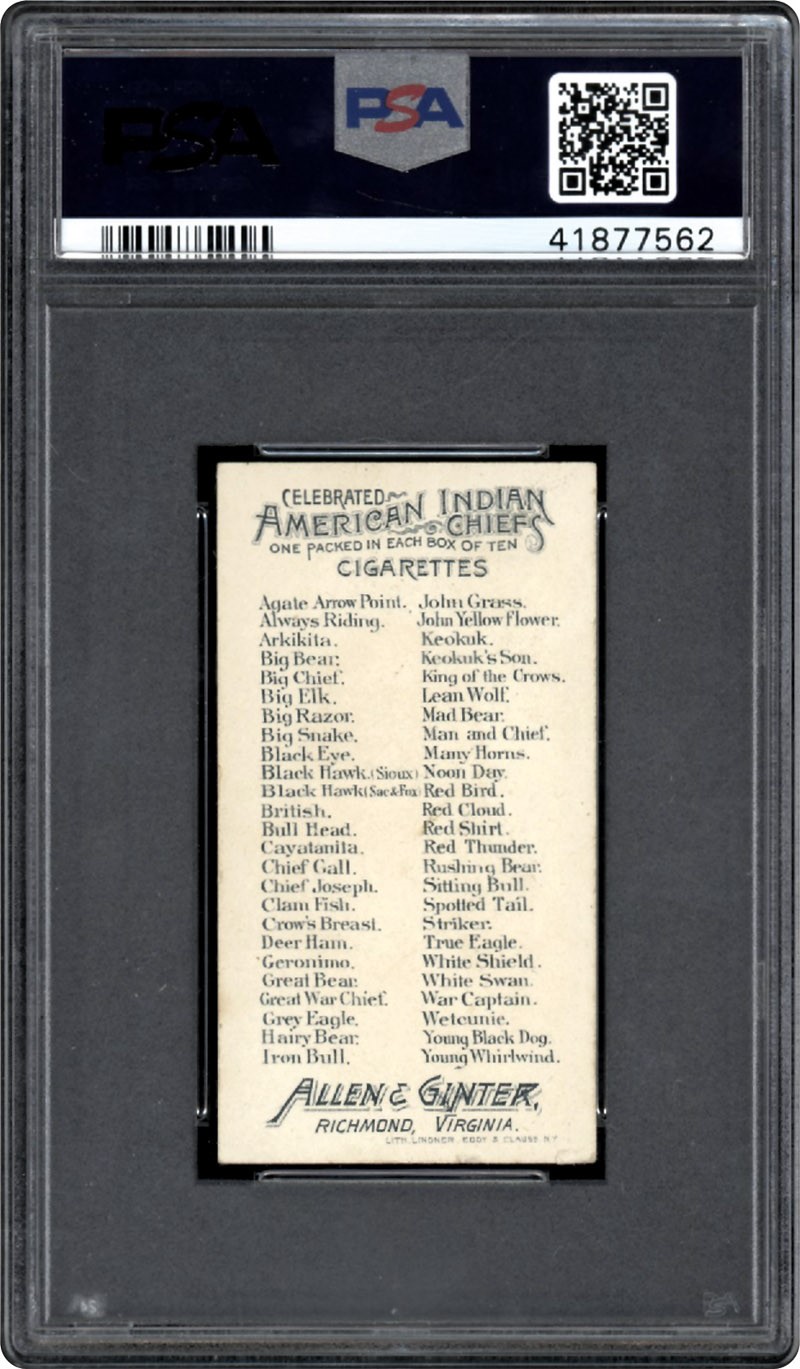 PSA
PSA
41877562
CELEBRATED
AMERICAN INDIAN
CHIEFS
ONE PACKED IN EACH BOX OF TEN
CIGARETTES
Agate Arrow Point.
Always Riding.
Arkikita.
Big Bear.
Big Chief.
Big Elk.
Big Razor.
Big Snake.
Black Eye.
Black Hawk.(Sioux)
Black Hawk(Sac&Fox)
British.
Bull Head.
Cayatanita.
Chief Gall.
Chief Joseph.
Clam Fish.
Crow's Breast.
Deer Ham.
Geronimo.
Great Bear.
Great War Chief.
Grey Eagle.
Hairy Bear.
Iron Bull.
John Grass.
John Yellow Flower.
Keokuk.
Keokuk's Son.
King of the Crows.
Lean Wolf.
Mad Bear.
Man and Chief.
Many Horns.
Noon Day.
Red Bird.
Red Cloud.
Red Shirt.
Red Thunder.
Rushing Bear.
Sitting Bull.
Spotted Tail.
Striker.
True Eagle.
White Shield.
White Swan.
War Captain.
Wetcunie.
Young Black Dog.
Young Whirlwind.
ALLEN & GINTER,
RICHMOND, VIRGINIA.
LITH. LINDNER, EDDY & CLAUSS N.Y.